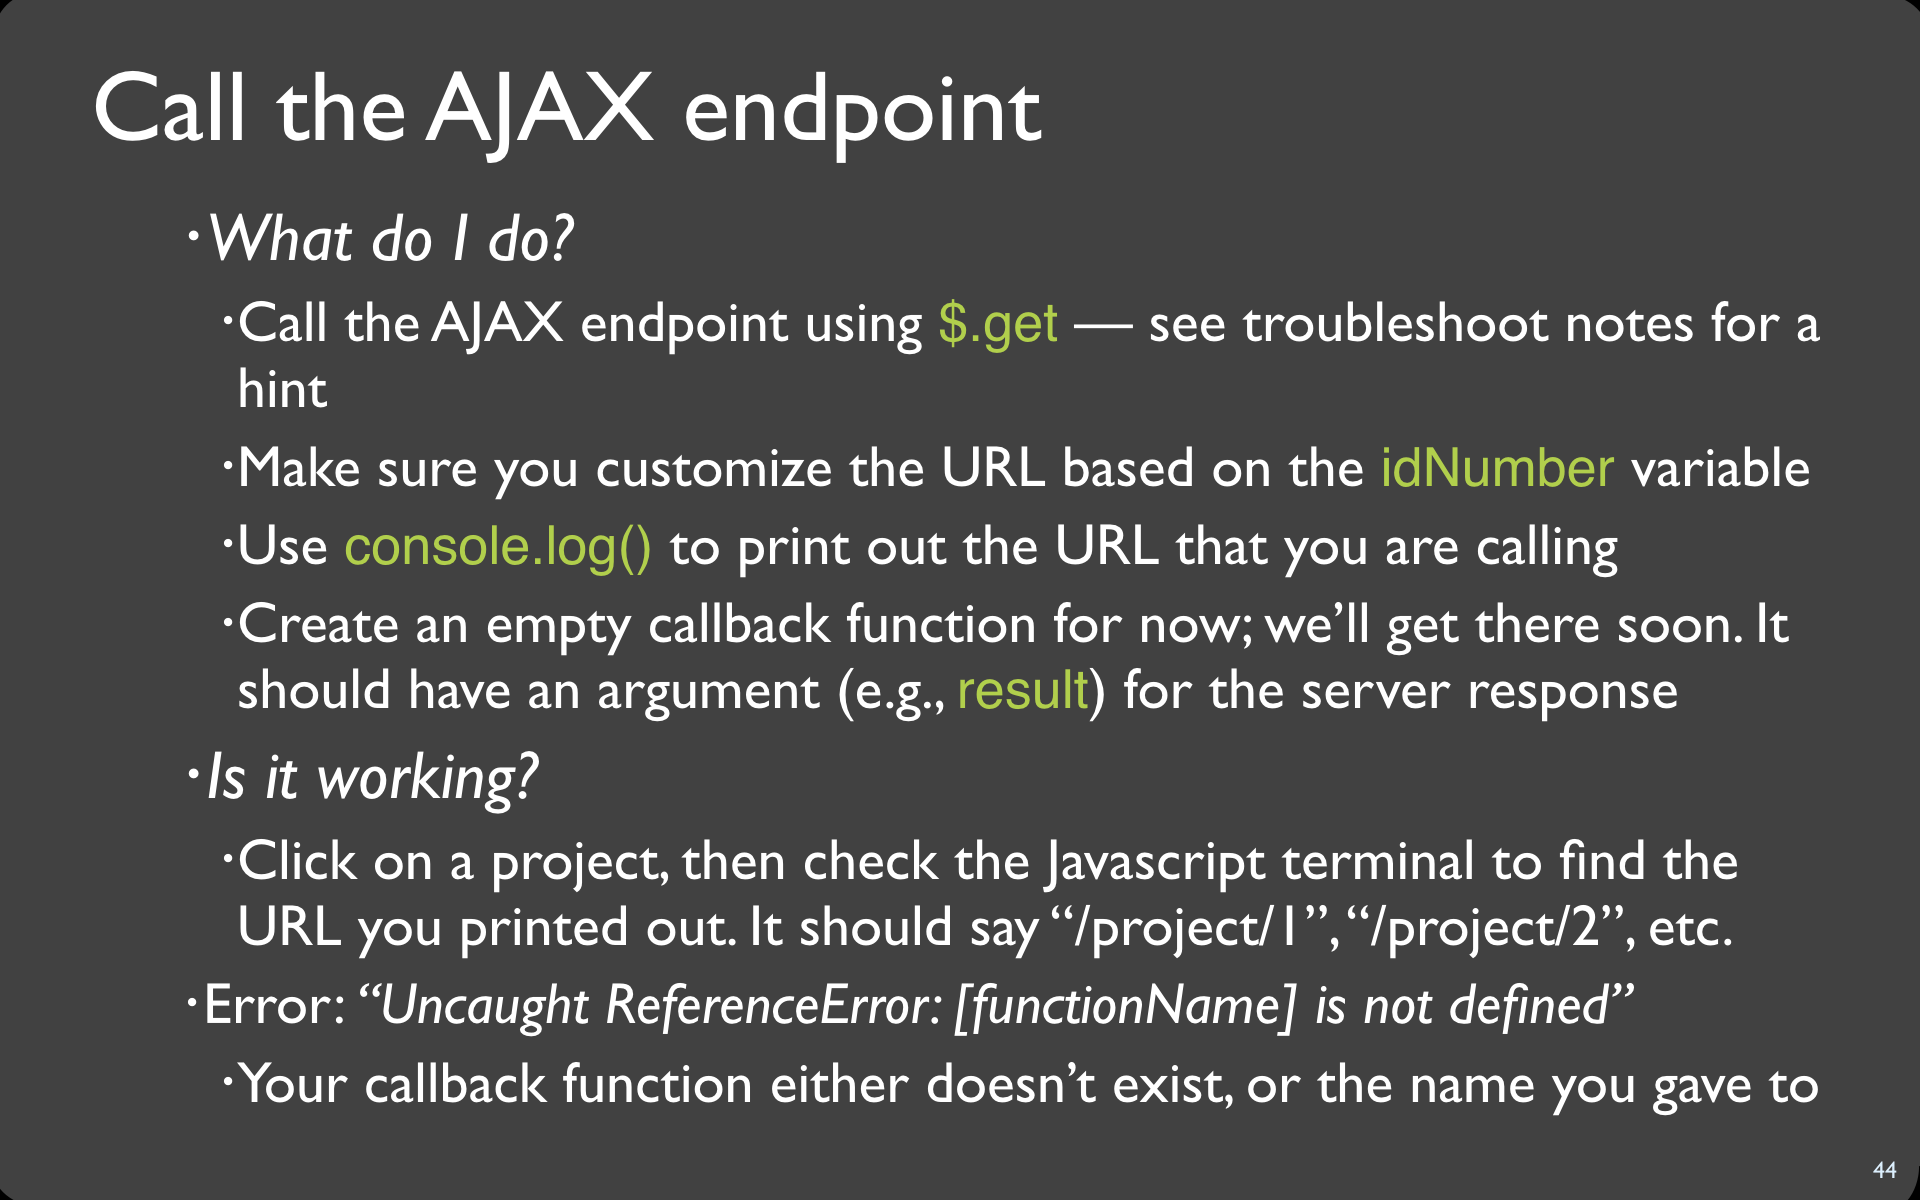 Call the AJAX endpoint
•What do I do?
•Call the AJAX endpoint using $.get — see troubleshoot notes for a
hint
•Make sure you customize the URL based on the idNumber variable
•Use console.log() to print out the URL that you are calling
•Create an empty callback function for now; we’ll get there soon. It
should have an argument (e.g., result) for the server response
•Is it working?
•Click on a project, then check the Javascript terminal to find the
URL you printed out. It should say “/project/1”, “/project/2”, etc.
•Error: “Uncaught ReferenceError: [functionName] is not defined”
•Your callback function either doesn’t exist, or the name you gave to
44